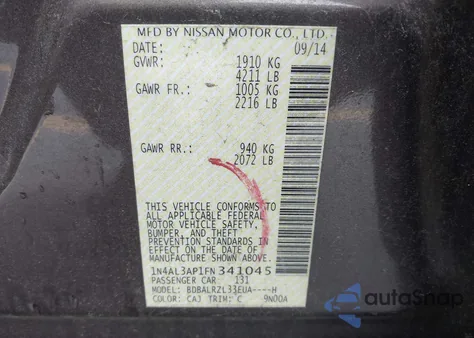 MFD BY NISSAN MOTOR CO., LTD.
DATE: 09/14
GVWR: 1910 KG
4211 LB
GAWR FR.: 1005 KG
2216 LB
GAWR RR.: 940 KG
2072 LB
THIS VEHICLE CONFORMS TO
ALL APPLICABLE FEDERAL
MOTOR VEHICLE SAFETY,
BUMPER, AND THEFT
PREVENTION STANDARDS
IN EFFECT ON THE DATE
OF MANUFACTURE
SHOWN ABOVE.
1N4AL3AP1FN 341045
PASSENGER CAR 131
MODEL: BDBALRZL33EUA----H
COLOR: CAJ TRIM: C 9N00A
autoSnap